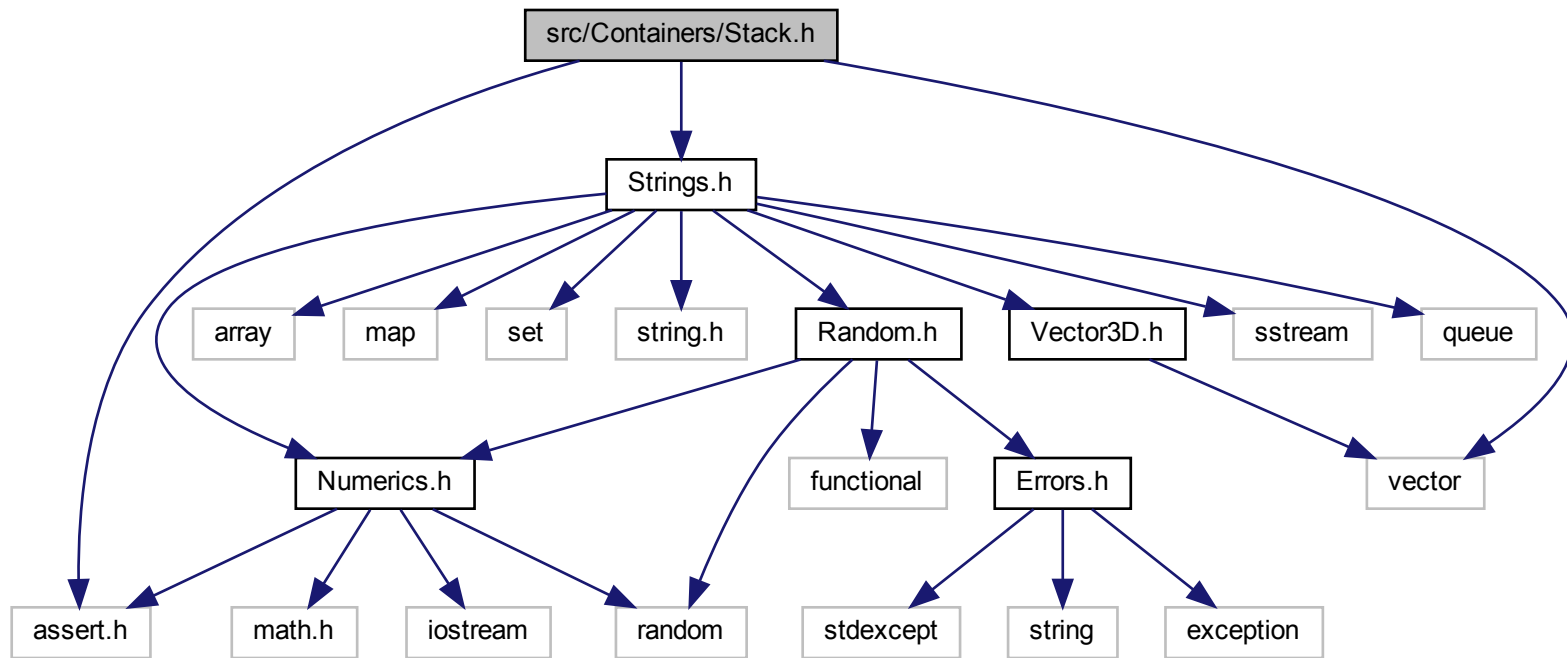 src/Containers/Stack.h
Strings.h
array
map
set
string.h
Random.h
Vector3D.h
sstream
queue
Numerics.h
functional
Errors.h
vector
assert.h
math.h
iostream
random
stdexcept
string
exception